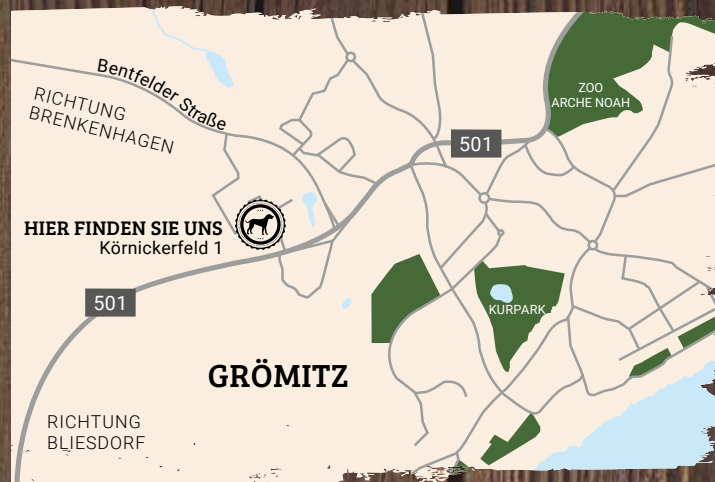 Bentfelder Straße
RICHTUNG
BRENKENHAGEN
ZOO
ARCHE NOAH
501
HIER FINDEN SIE UNS
Körnickerfeld 1
501
KURPARK
GRÖMITZ
RICHTUNG
BLIESDORF